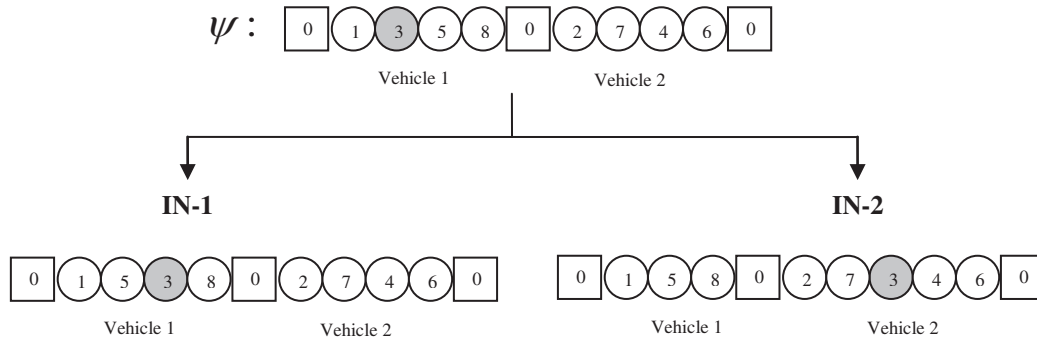 ψ: 0 1 3 5 8 0 2 7 4 6 0
Vehicle 1 Vehicle 2
IN-1 IN-2
0 1 5 3 8 0 2 7 4 6 0
Vehicle 1 Vehicle 2
0 1 5 8 0 2 7 3 4 6 0
Vehicle 1 Vehicle 2